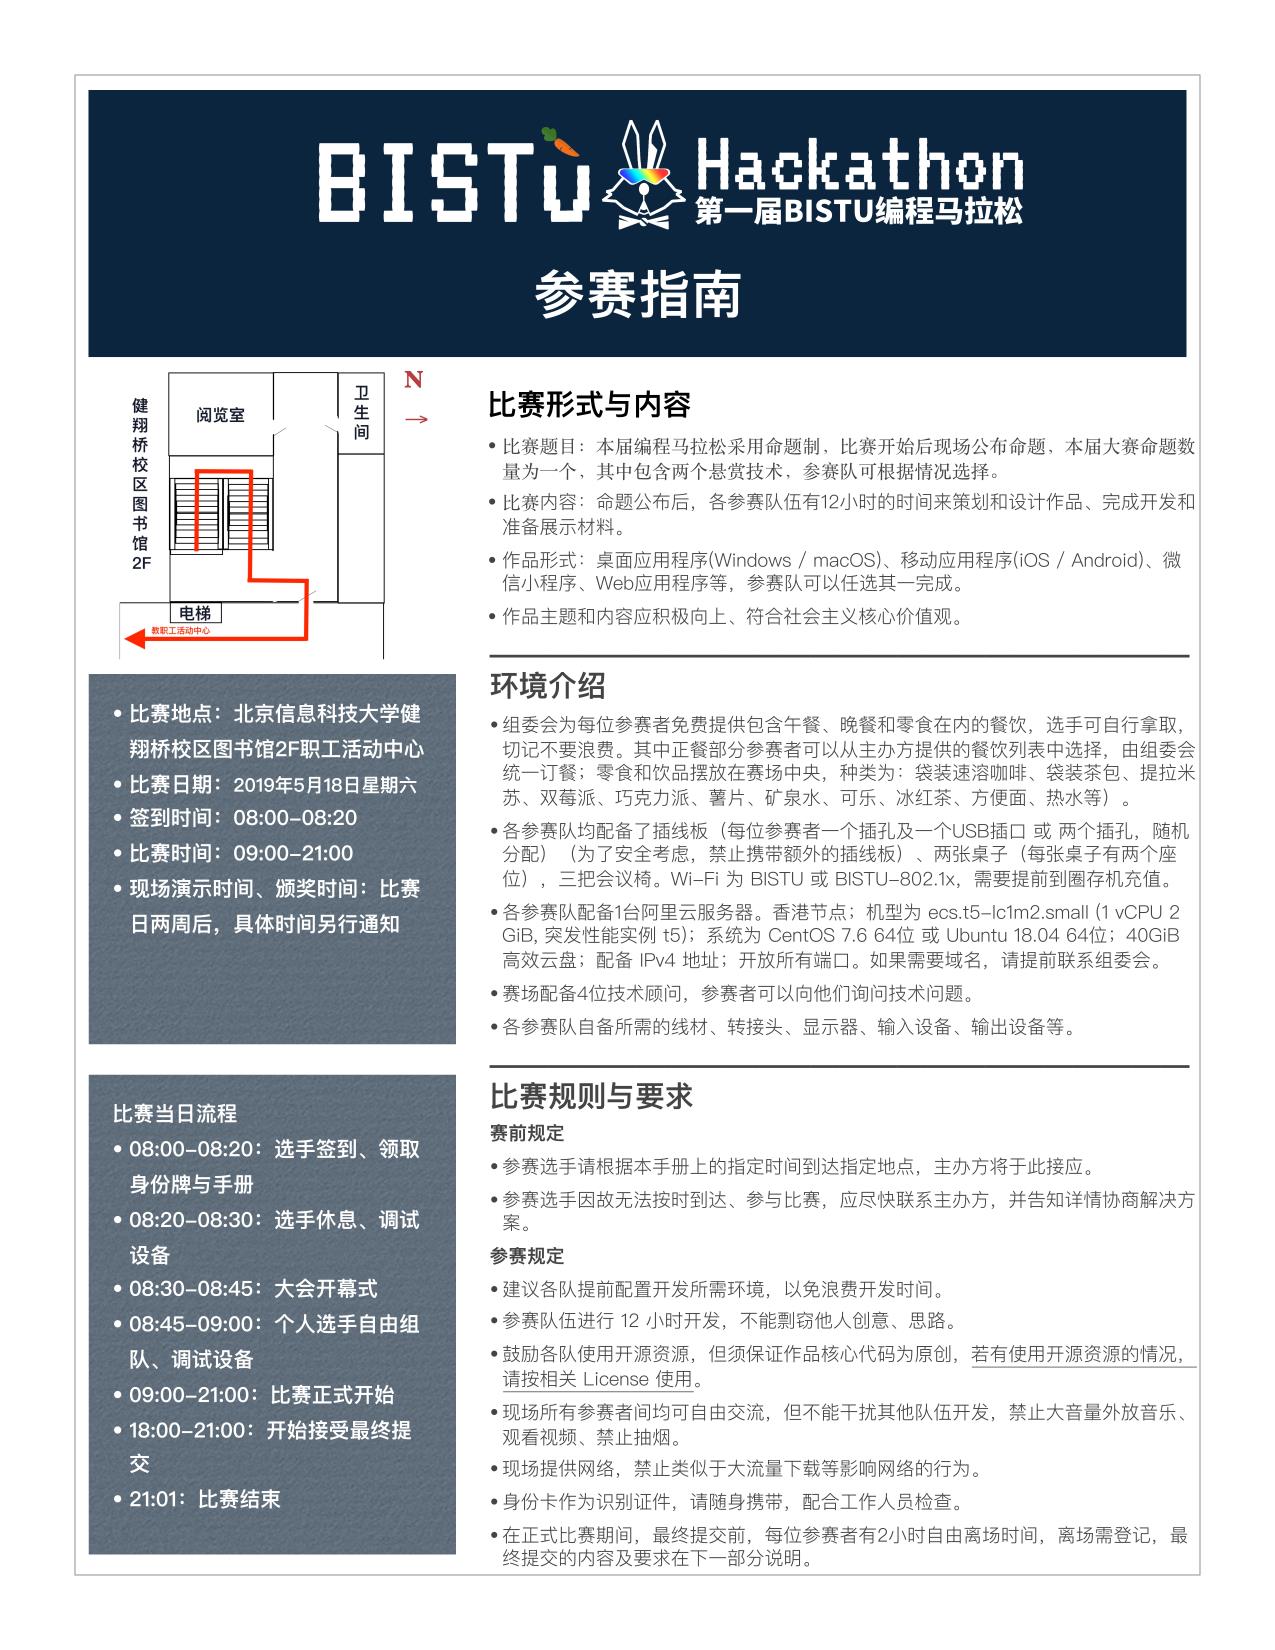 BISTU
Hackathon
第一届BISTU编程马拉松
参赛指南
健翔桥校区图书馆2F
阅览室
卫生间
N
→
电梯
教职工活动中心
• 比赛地点：北京信息科技大学健
翔桥校区图书馆2F职工活动中心
• 比赛日期：2019年5月18日星期六
• 签到时间：08:00–08:20
• 比赛时间：09:00–21:00
• 现场演示时间、颁奖时间：比赛
日两周后，具体时间另行通知
比赛当日流程
• 08:00–08:20：选手签到、领取
身份牌与手册
• 08:20–08:30：选手休息、调试
设备
• 08:30–08:45：大会开幕式
• 08:45–09:00：个人选手自由组
队、调试设备
• 09:00–21:00：比赛正式开始
• 18:00–21:00：开始接受最终提
交
• 21:01：比赛结束
比赛形式与内容
• 比赛题目：本届编程马拉松采用命题制，比赛开始后现场公布命题，本届大赛命题数
量为一个，其中包含两个悬赏技术，参赛队可根据情况选择。
• 比赛内容：命题公布后，各参赛队伍有12小时的时间来策划和设计作品、完成开发和
准备展示材料。
• 作品形式：桌面应用程序(Windows / macOS)、移动应用程序(iOS / Android)、微
信小程序、Web应用程序等，参赛队可以任选其一完成。
• 作品主题和内容应积极向上、符合社会主义核心价值观。
环境介绍
• 组委会为每位参赛者免费提供包含午餐、晚餐和零食在内的餐饮，选手可自行拿取，
切记不要浪费。其中正餐部分参赛者可以从主办方提供的餐饮列表中选择，由组委会
统一订餐；零食和饮品摆放在赛场中央，种类为：袋装速溶咖啡、袋装茶包、提拉米
苏、双莓派、巧克力派、薯片、矿泉水、可乐、冰红茶、方便面、热水等）。
• 各参赛队均配备了插线板（每位参赛者一个插孔及一个USB插口 或 两个插孔，随机
分配）（为了安全考虑，禁止携带额外的插线板）、两张桌子（每张桌子有两个座
位），三把会议椅。Wi–Fi 为 BISTU 或 BISTU–802.1x，需要提前到圈存机充值。
• 各参赛队配备1台阿里云服务器。香港节点；机型为 ecs.t5–lc1m2.small (1 vCPU 2
GiB, 突发性能实例 t5)；系统为 CentOS 7.6 64位 或 Ubuntu 18.04 64位；40GiB
高效云盘；配备 IPv4 地址；开放所有端口。如果需要域名，请提前联系组委会。
• 赛场配备4位技术顾问，参赛者可以向他们询问技术问题。
• 各参赛队自备所需的线材、转接头、显示器、输入设备、输出设备等。
比赛规则与要求
赛前规定
• 参赛选手请根据本手册上的指定时间到达指定地点，主办方将于此接应。
• 参赛选手因故无法按时到达、参与比赛，应尽快联系主办方，并告知详情协商解决方
案。
参赛规定
• 建议各队提前配置开发所需环境，以免浪费开发时间。
• 参赛队伍进行 12 小时开发，不能剽窃他人创意、思路。
• 鼓励各队使用开源资源，但须保证作品核心代码为原创，若有使用开源资源的情况，
请按相关 License 使用。
• 现场所有参赛者间均可自由交流，但不能干扰其他队伍开发，禁止大音量外放音乐、
观看视频、禁止抽烟。
• 现场提供网络，禁止类似于大流量下载等影响网络的行为。
• 身份卡作为识别证件，请随身携带，配合工作人员检查。
• 在正式比赛期间，最终提交前，每位参赛者有2小时自由离场时间，离场需登记，最
终提交的内容及要求在下一部分说明。